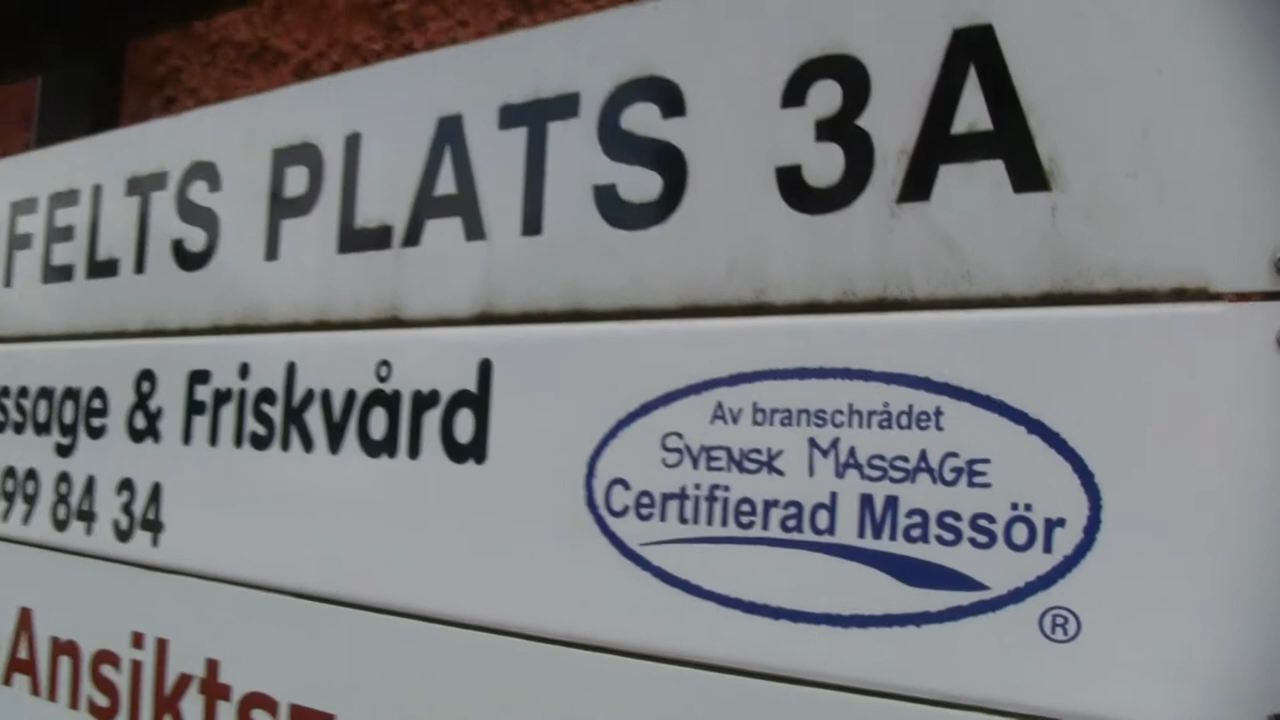 FELTS PLATS 3A
ssage & Friskvård
99 84 34
Av branschrådet
SVENSK MASSAGE
Certifierad Massör
®
Ansikts